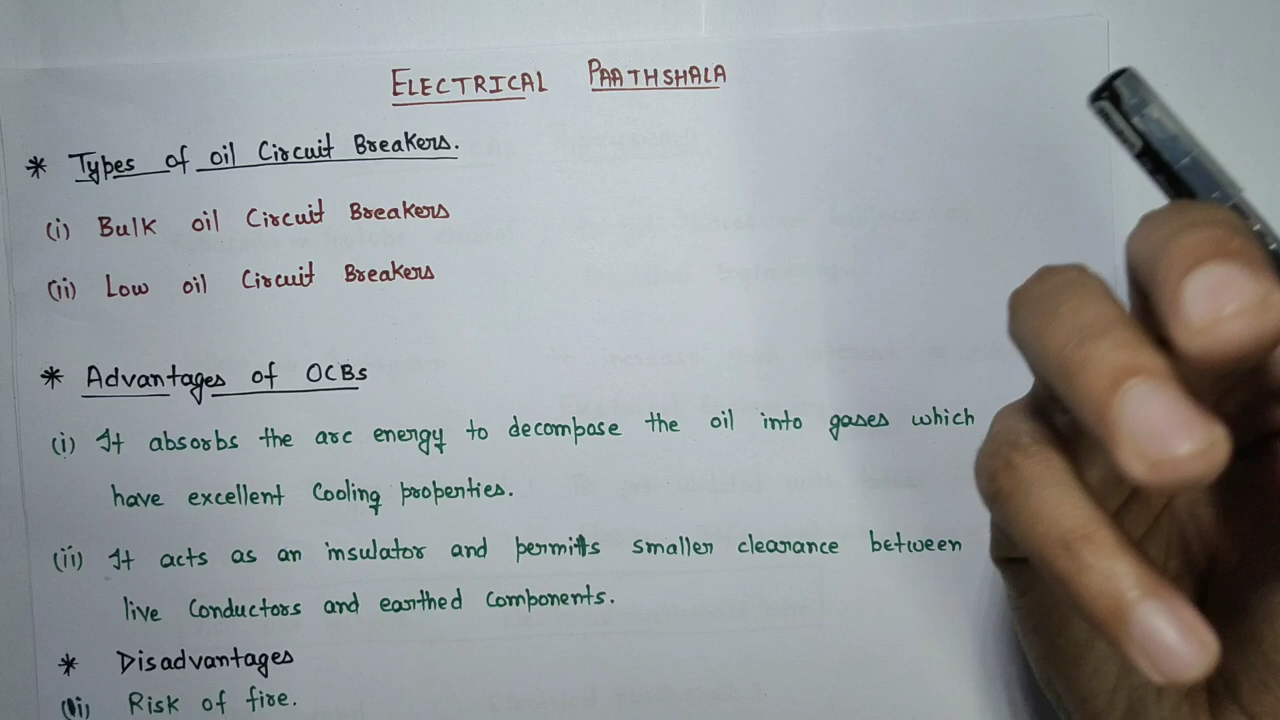 ELECTRICAL PAATHSHALA
* Types of oil Circuit Breakers.
(i) Bulk oil Circuit Breakers
(ii) Low oil Circuit Breakers
* Advantages of OCBs
(i) It absorbs the arc energy to decompose the oil into gases which
have excellent Cooling properties.
(ii) It acts as an insulator and permits smaller clearance between
live Conductors and earthed Components.
* Disadvantages
(i) Risk of fire.